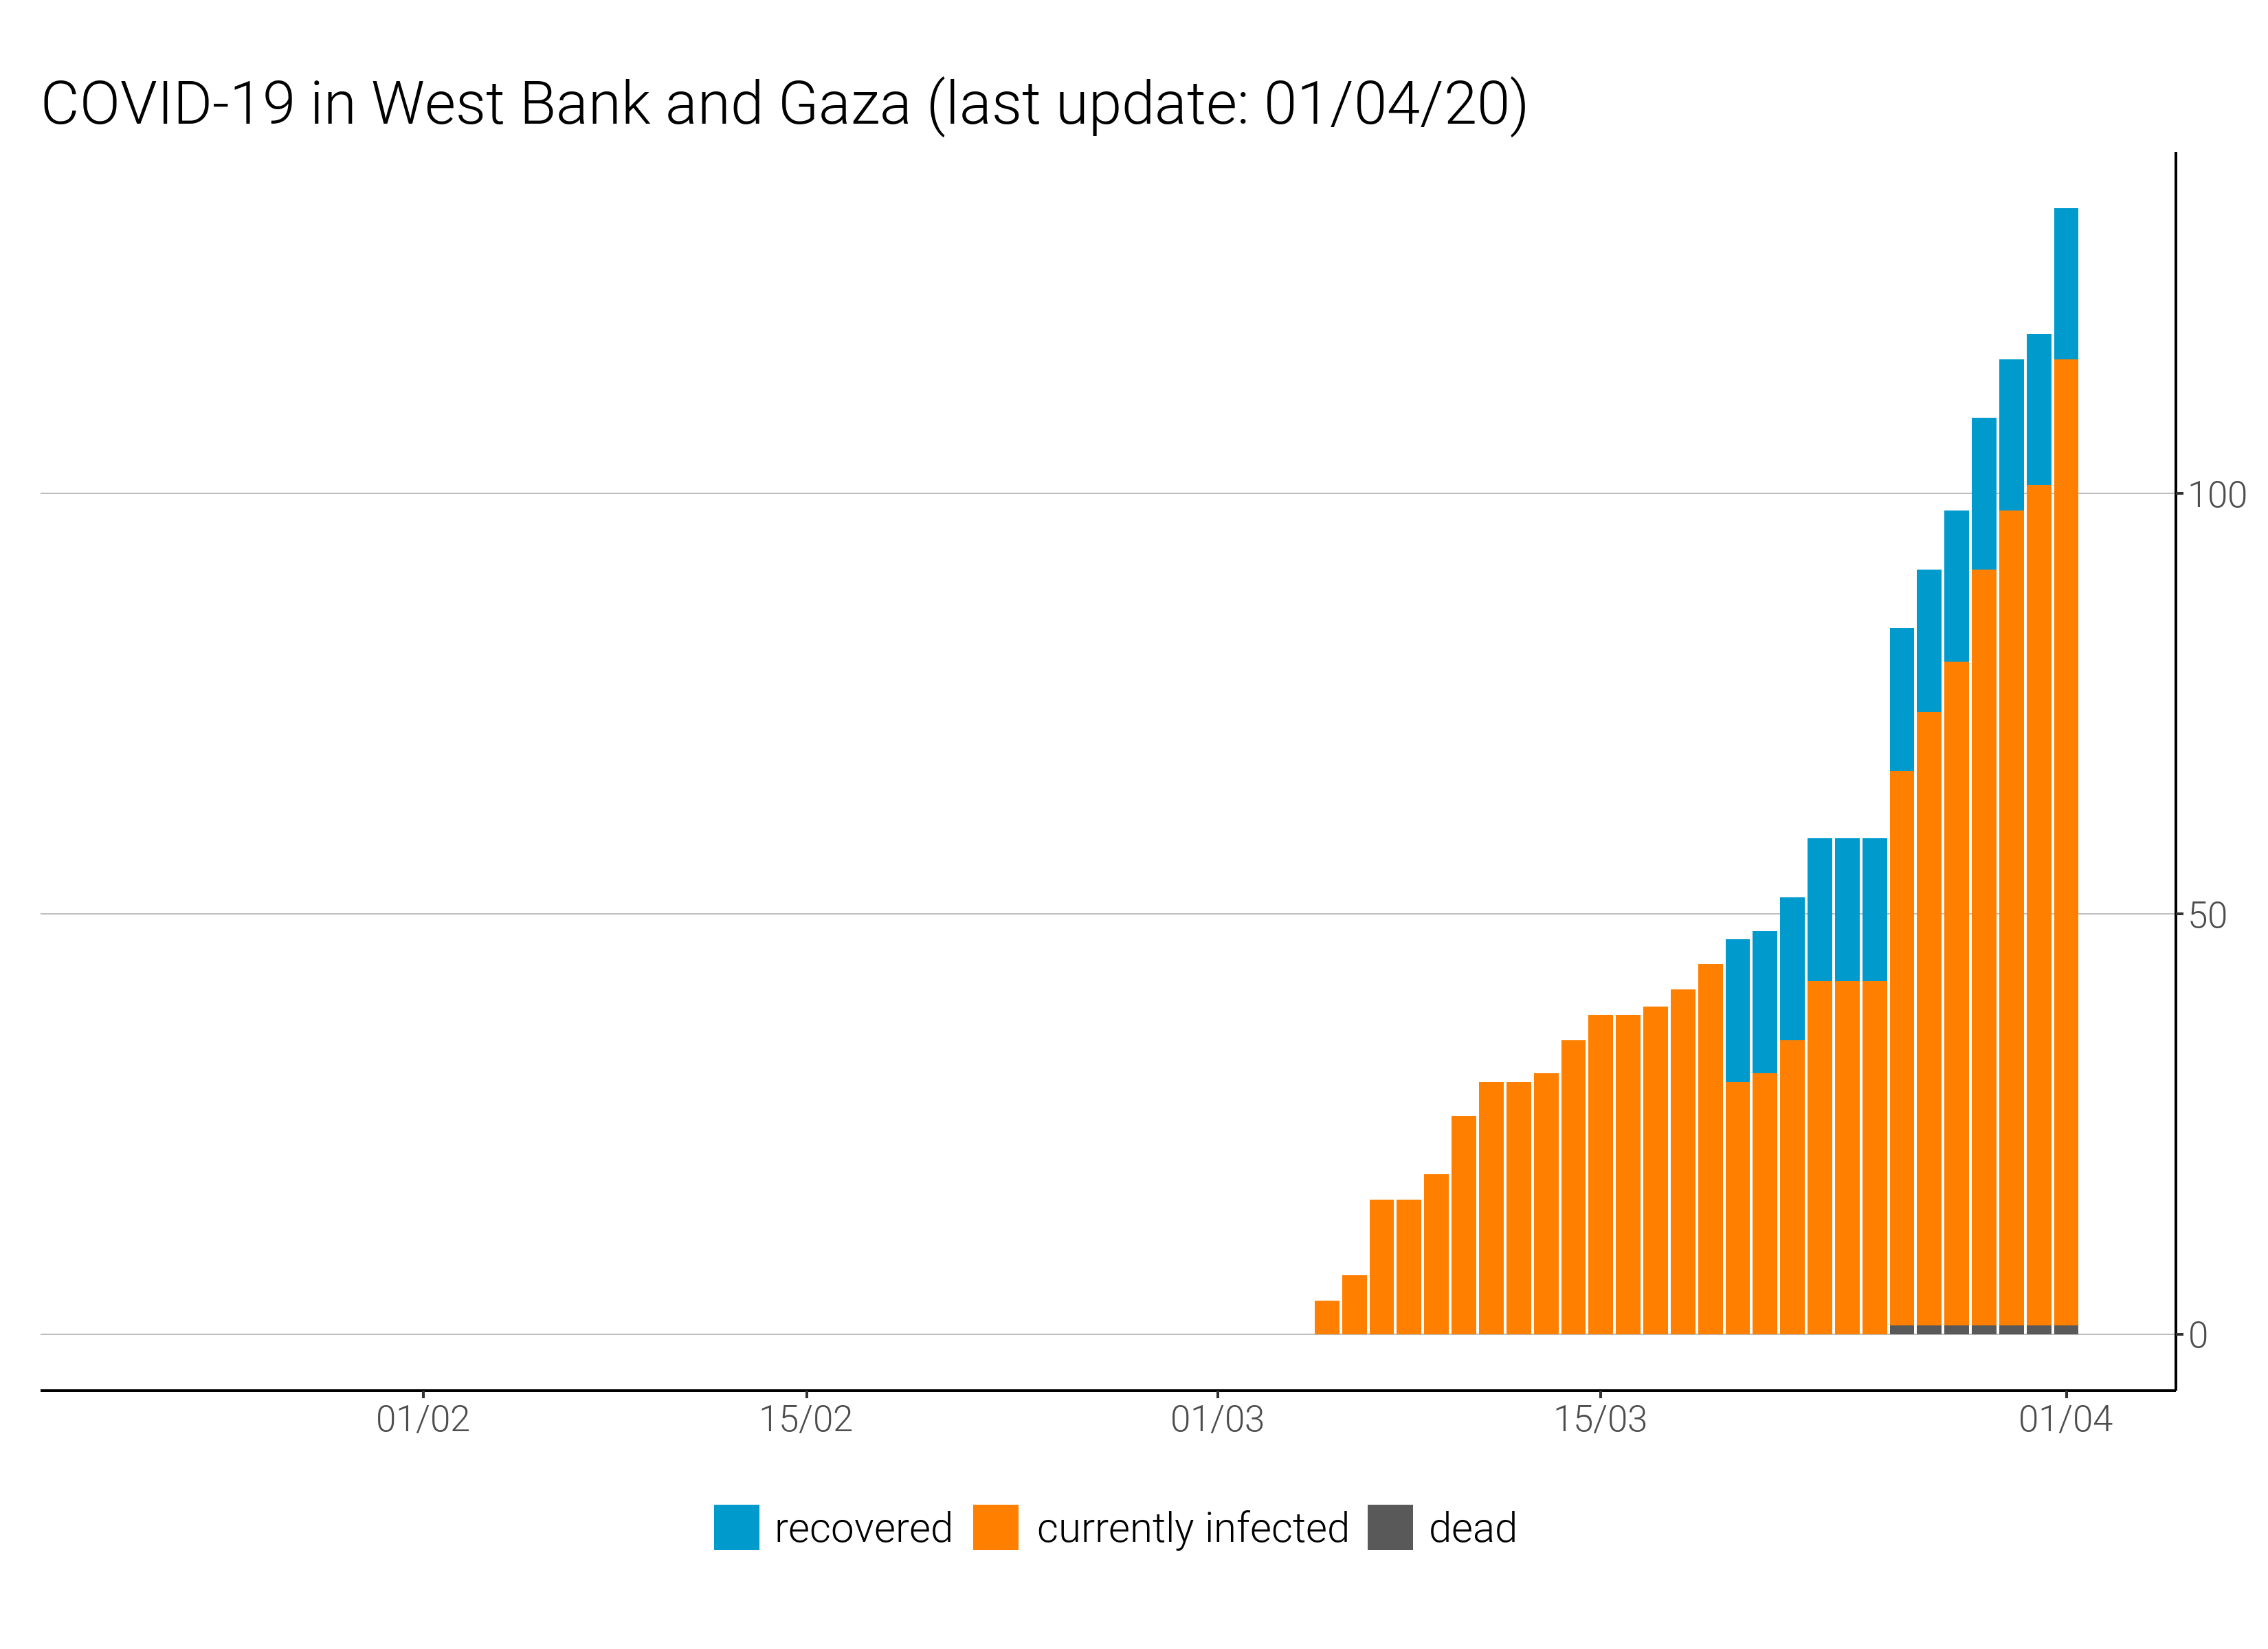 COVID-19 in West Bank and Gaza (last update: 01/04/20)
100
50
0
01/02 15/02 01/03 15/03 01/04
recovered currently infected dead